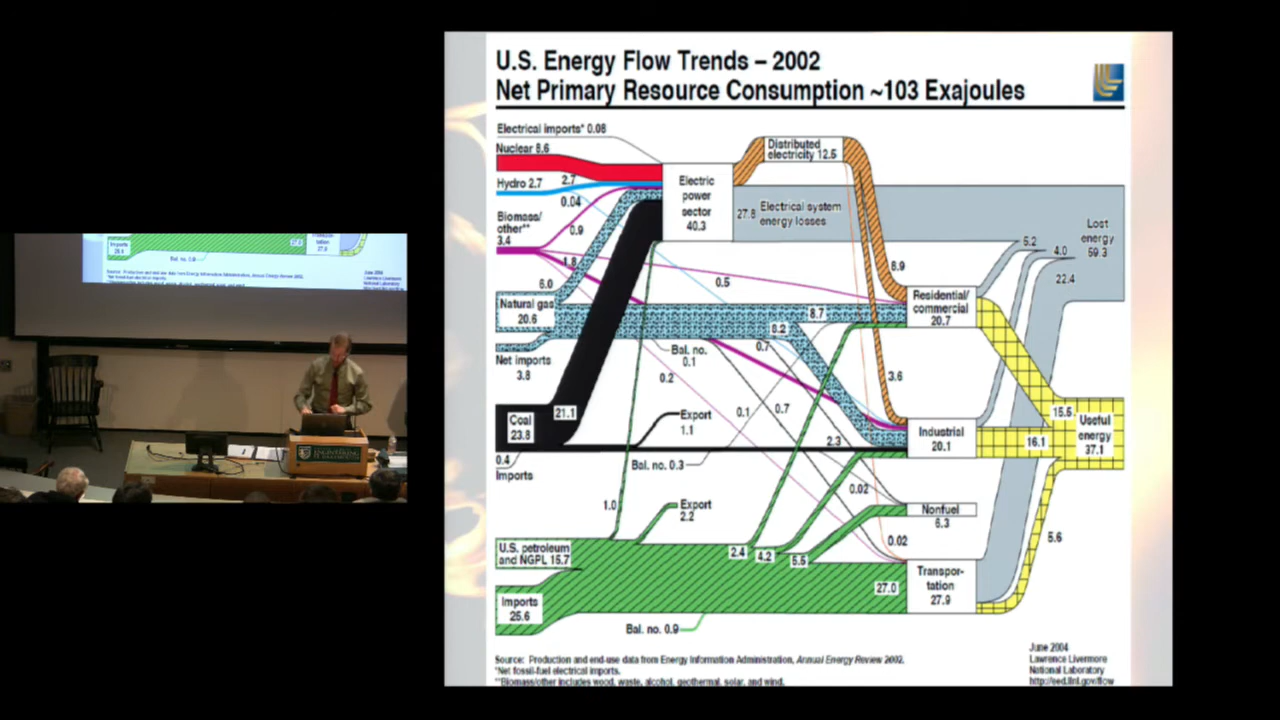 U.S. Energy Flow Trends – 2002
Net Primary Resource Consumption ~103 Exajoules
Electrical imports* 0.08
Nuclear 8.6
Hydro 2.7
2.7
0.04
Biomass/
other**
3.4
0.9
1.8
6.0
Natural gas
20.6
Net imports
3.8
Coal
23.8
21.1
0.4
Imports
U.S. petroleum
and NGPL 15.7
Imports
25.6
Electric
power
sector
40.3
Distributed
electricity 12.5
27.8
Electrical system
energy losses
Lost
energy
59.3
5.2
4.0
22.4
8.9
0.5
8.7
8.2
0.7
Residential/
commercial
20.7
Bal. no.
0.1
0.2
3.6
Export
1.1
0.1
0.7
2.3
Bal. no. 0.3
Industrial
20.1
15.5
16.1
Useful
energy
37.1
0.02
1.0
Export
2.2
Nonfuel
6.3
0.02
5.6
2.4
4.2
5.5
27.0
Transpor-
tation
27.9
Bal. no. 0.9
Source: Production and end-use data from Energy Information Administration, Annual Energy Review 2002.
*Net fossil-fuel electrical imports.
**Biomass/other includes wood, waste, alcohol, geothermal, solar, and wind.
June 2004
Lawrence Livermore
National Laboratory
http://eed.llnl.gov/flow